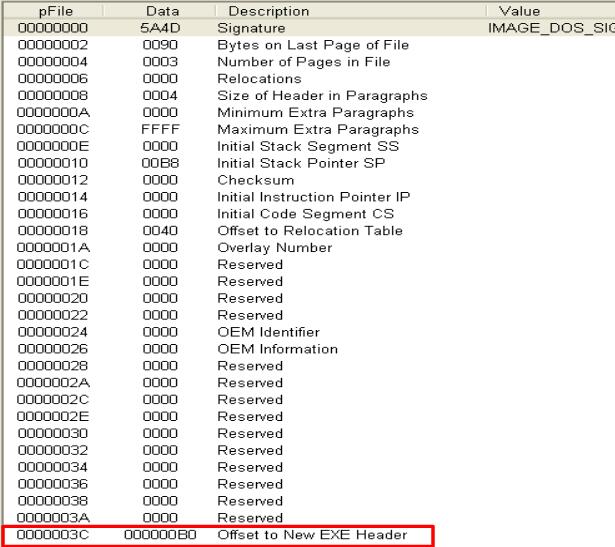 pFile Data Description Value
00000000 5A4D Signature IMAGE_DOS_SIG
00000002 0090 Bytes on Last Page of File
00000004 0003 Number of Pages in File
00000006 0000 Relocations
00000008 0004 Size of Header in Paragraphs
0000000A 0000 Minimum Extra Paragraphs
0000000C FFFF Maximum Extra Paragraphs
0000000E 0000 Initial Stack Segment SS
00000010 00B8 Initial Stack Pointer SP
00000012 0000 Checksum
00000014 0000 Initial Instruction Pointer IP
00000016 0000 Initial Code Segment CS
00000018 0040 Offset to Relocation Table
0000001A 0000 Overlay Number
0000001C 0000 Reserved
0000001E 0000 Reserved
00000020 0000 Reserved
00000022 0000 Reserved
00000024 0000 OEM Identifier
00000026 0000 OEM Information
00000028 0000 Reserved
0000002A 0000 Reserved
0000002C 0000 Reserved
0000002E 0000 Reserved
00000030 0000 Reserved
00000032 0000 Reserved
00000034 0000 Reserved
00000036 0000 Reserved
00000038 0000 Reserved
0000003A 0000 Reserved
0000003C 000000B0 Offset to New EXE Header